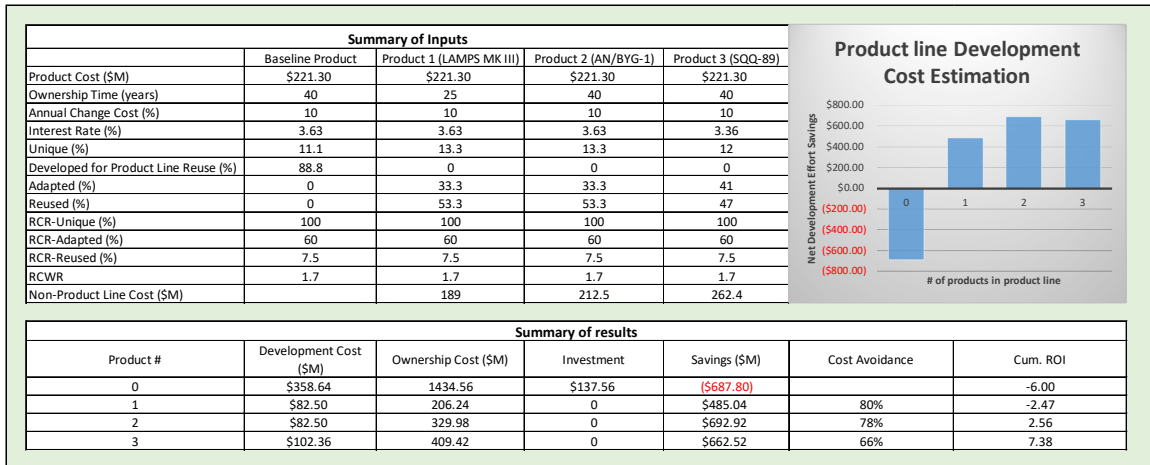 Summary of Inputs
Baseline Product Product 1 (LAMPS MK III) Product 2 (AN/BYG-1) Product 3 (SQQ-89)
Product Cost ($M) $221.30 $221.30 $221.30 $221.30
Ownership Time (years) 40 25 40 40
Annual Change Cost (%) 10 10 10 10
Interest Rate (%) 3.63 3.63 3.63 3.36
Unique (%) 11.1 13.3 13.3 12
Developed for Product Line Reuse (%) 88.8 0 0 0
Adapted (%) 0 33.3 33.3 41
Reused (%) 0 53.3 53.3 47
RCR-Unique (%) 100 100 100 100
RCR-Adapted (%) 60 60 60 60
RCR-Reused (%) 7.5 7.5 7.5 7.5
RCWR 1.7 1.7 1.7 1.7
Non-Product Line Cost ($M) 189 212.5 262.4
Product line Development
Cost Estimation
Net Development Effort Savings
$800.00
$600.00
$400.00
$200.00
$0.00
($200.00)
($400.00)
($600.00)
($800.00)
0 1 2 3
# of products in product line
Summary of results
Product # Development Cost ($M) Ownership Cost ($M) Investment Savings ($M) Cost Avoidance Cum. ROI
0 $358.64 1434.56 $137.56 ($687.80) -6.00
1 $82.50 206.24 0 $485.04 80% -2.47
2 $82.50 329.98 0 $692.92 78% 2.56
3 $102.36 409.42 0 $662.52 66% 7.38